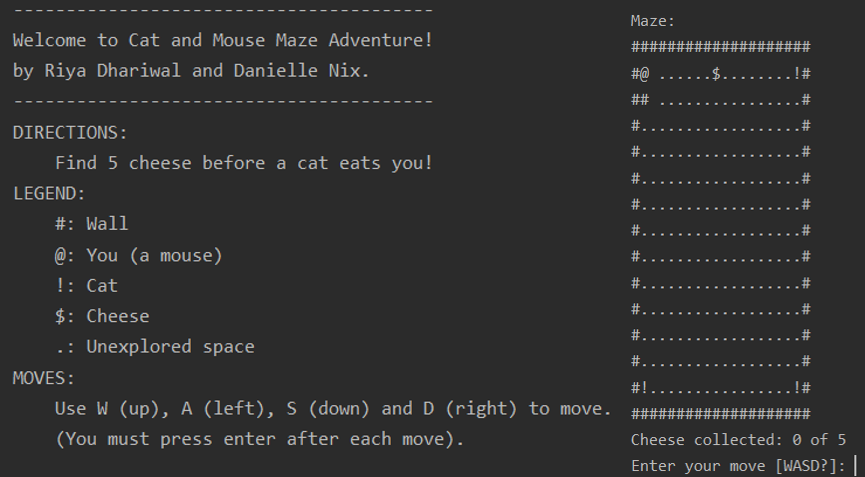 ----------------------------------------
Welcome to Cat and Mouse Maze Adventure!
by Riya Dhariwal and Danielle Nix.
----------------------------------------
DIRECTIONS:
    Find 5 cheese before a cat eats you!
LEGEND:
    #: Wall
    @: You (a mouse)
    !: Cat
    $: Cheese
    .: Unexplored space
MOVES:
    Use W (up), A (left), S (down) and D (right) to move.
    (You must press enter after each move).
Maze:
####################
#@ ......$........!#
## ................#
#..................#
#..................#
#..................#
#..................#
#..................#
#..................#
#..................#
#..................#
#..................#
#..................#
#!................!#
####################
Cheese collected: 0 of 5
Enter your move [WASD?]: